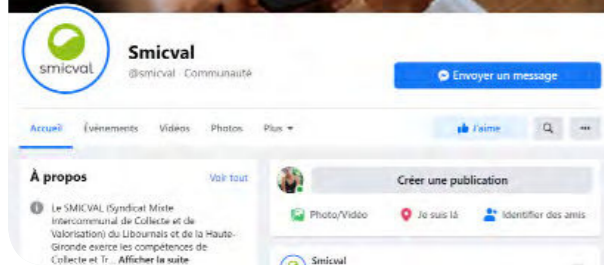 smicval
Smicval
@smicval · Communauté
Envoyer un message
Accueil Événements Vidéos Photos Plus
J'aime
À propos
Voir tout
Créer une publication
Le SMICVAL (Syndicat Mixte
Intercommunal de Collecte et de
Valorisation) du Libournais et de la Haute-
Gironde exerce les compétences de
Collecte et Tr... Afficher la suite
Photo/Vidéo Je suis là Identifier des amis
Smicval